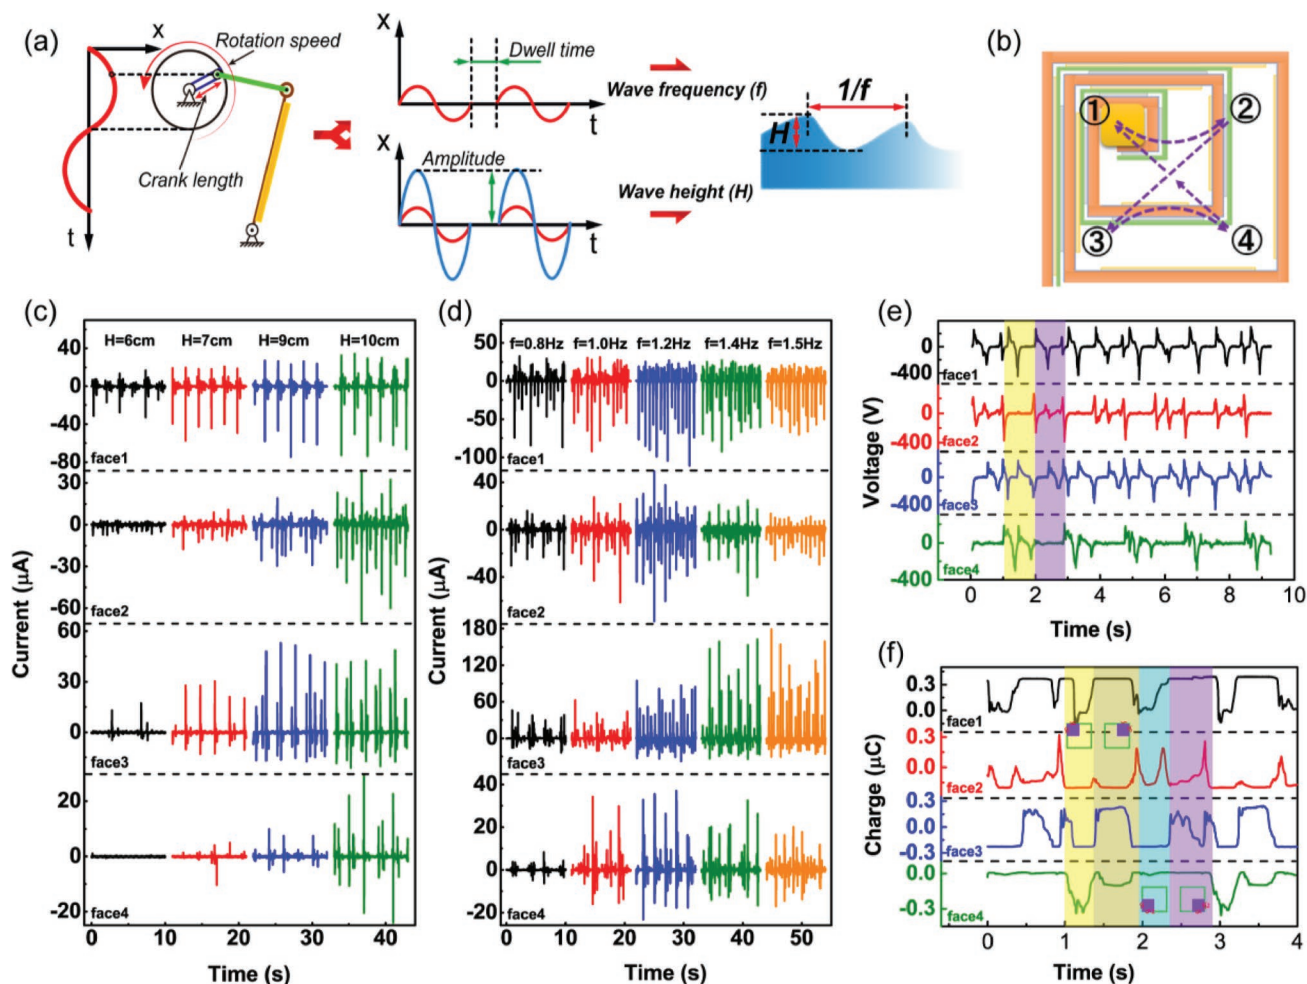 (a)
x
Rotation speed
Crank length
t
X
Dwell time
t
X
Amplitude
t
Wave frequency (f)
Wave height (H)
1/f
H
(b)
①
②
③
④
(c)
H=6cm H=7cm H=9cm H=10cm
40
0
-40
-80
face1
30
0
-30
-60
face2
60
30
0
face3
20
0
-20
face4
Current (μA)
0 10 20 30 40
Time (s)
(d)
f=0.8Hz f=1.0Hz f=1.2Hz f=1.4Hz f=1.5Hz
50
25
0
-25
-50
-75
-100
face1
40
0
-40
face2
180
120
60
0
face3
40
20
0
-20
face4
Current (μA)
0 10 20 30 40 50
Time (s)
(e)
0
-400
face1
0
-400
face2
0
-400
face3
0
-400
face4
Voltage (V)
0 2 4 6 8 10
Time (s)
(f)
0.3
0.0
face1
0.3
0.0
face2
0.3
0.0
-0.3
face3
0.0
-0.3
face4
Charge (μC)
0 1 2 3 4
Time (s)